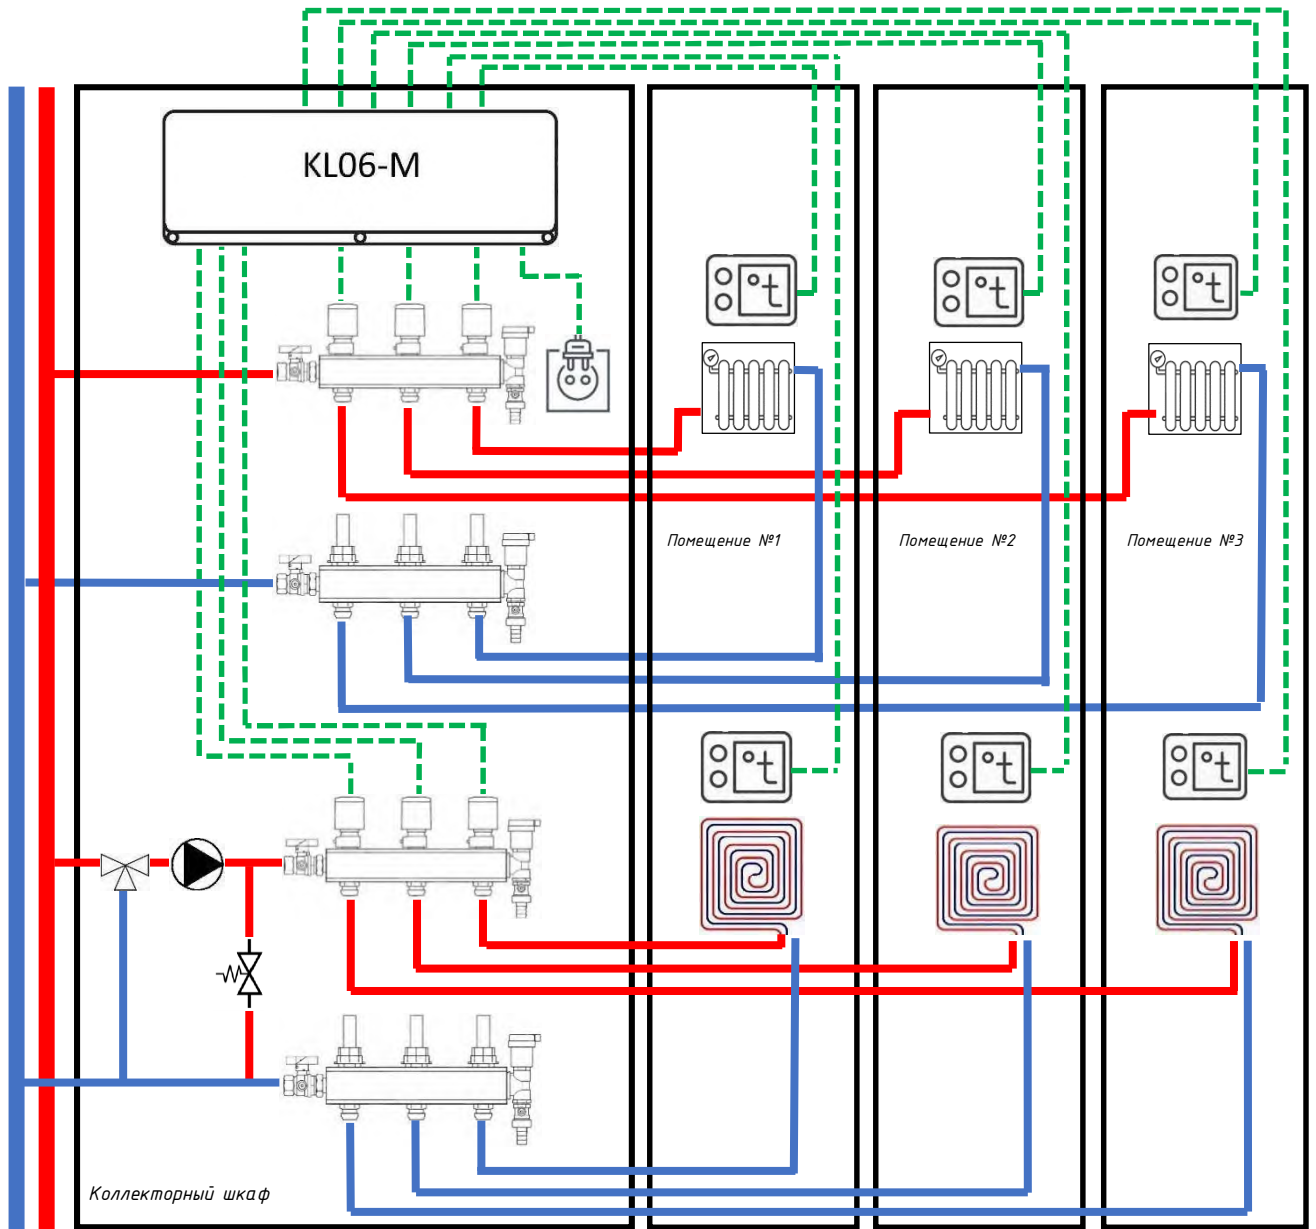 KL06-M
°t
°t
°t
Помещение №1
Помещение №2
Помещение №3
°t
°t
°t
Коллекторный шкаф